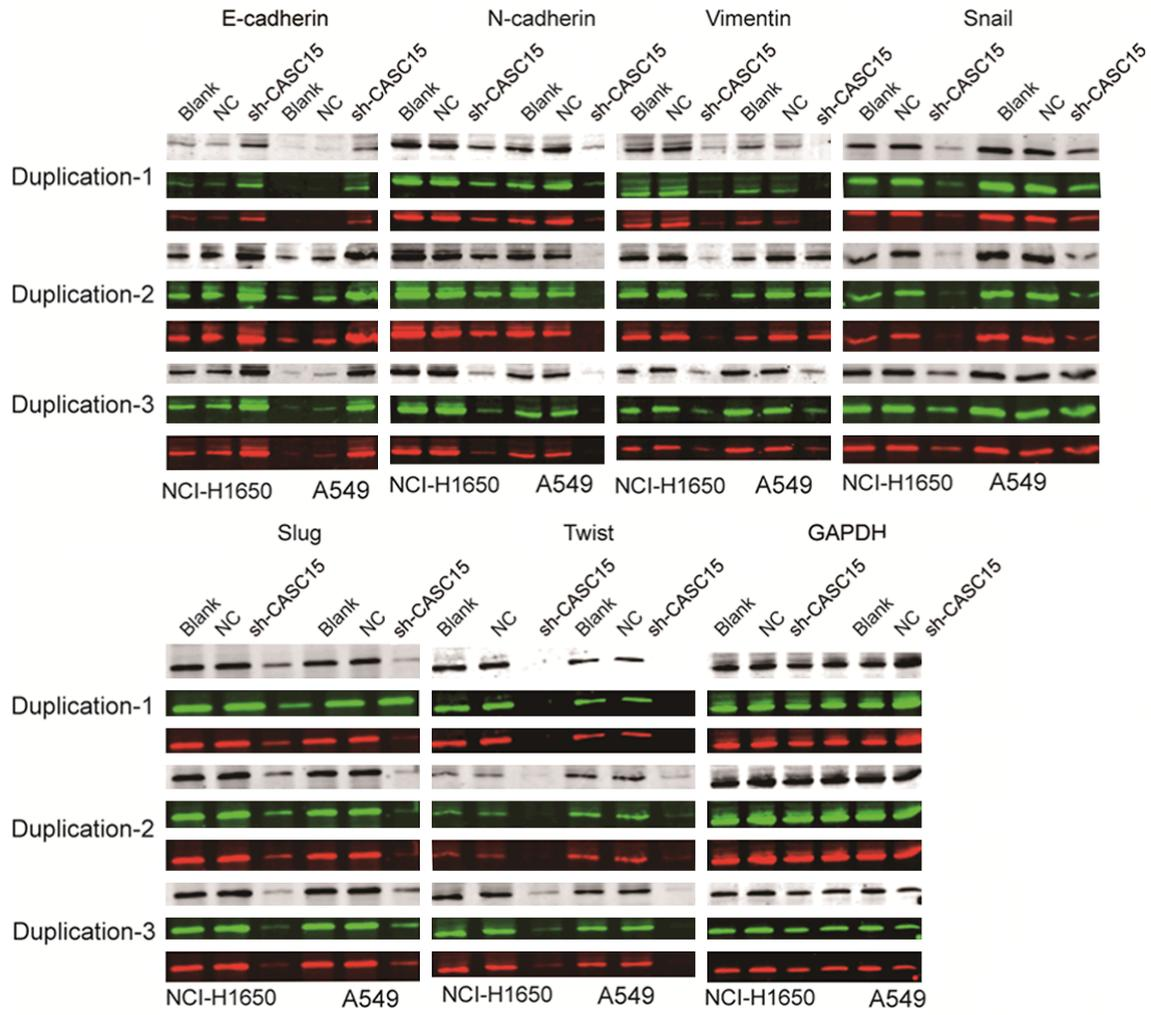 E-cadherin N-cadherin Vimentin Snail
Blank NC sh-CASC15 Blank NC sh-CASC15 Blank NC sh-CASC15 Blank NC sh-CASC15 Blank NC sh-CASC15 Blank NC sh-CASC15 Blank NC sh-CASC15 Blank NC sh-CASC15
Duplication-1
Duplication-2
Duplication-3
NCI-H1650 A549 NCI-H1650 A549 NCI-H1650 A549 NCI-H1650 A549
Slug Twist GAPDH
Blank NC sh-CASC15 Blank NC sh-CASC15 Blank NC sh-CASC15 Blank NC sh-CASC15 Blank NC sh-CASC15 Blank NC sh-CASC15
Duplication-1
Duplication-2
Duplication-3
NCI-H1650 A549 NCI-H1650 A549 NCI-H1650 A549